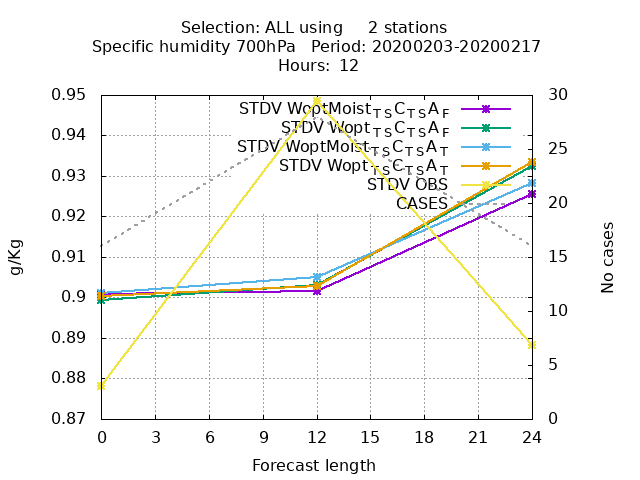 Selection: ALL using 2 stations
Specific humidity 700hPa Period: 20200203-20200217
Hours: 12
STDV WoptMoist_TS C_TS A_F
STDV Wopt_TS C_TS A_F
STDV WoptMoist_TS C_TS A_T
STDV Wopt_TS C_TS A_T
STDV OBS
CASES
g/Kg
0.95
0.94
0.93
0.92
0.91
0.9
0.89
0.88
0.87
30
25
20
15
10
5
0
No cases
0 3 6 9 12 15 18 21 24
Forecast length